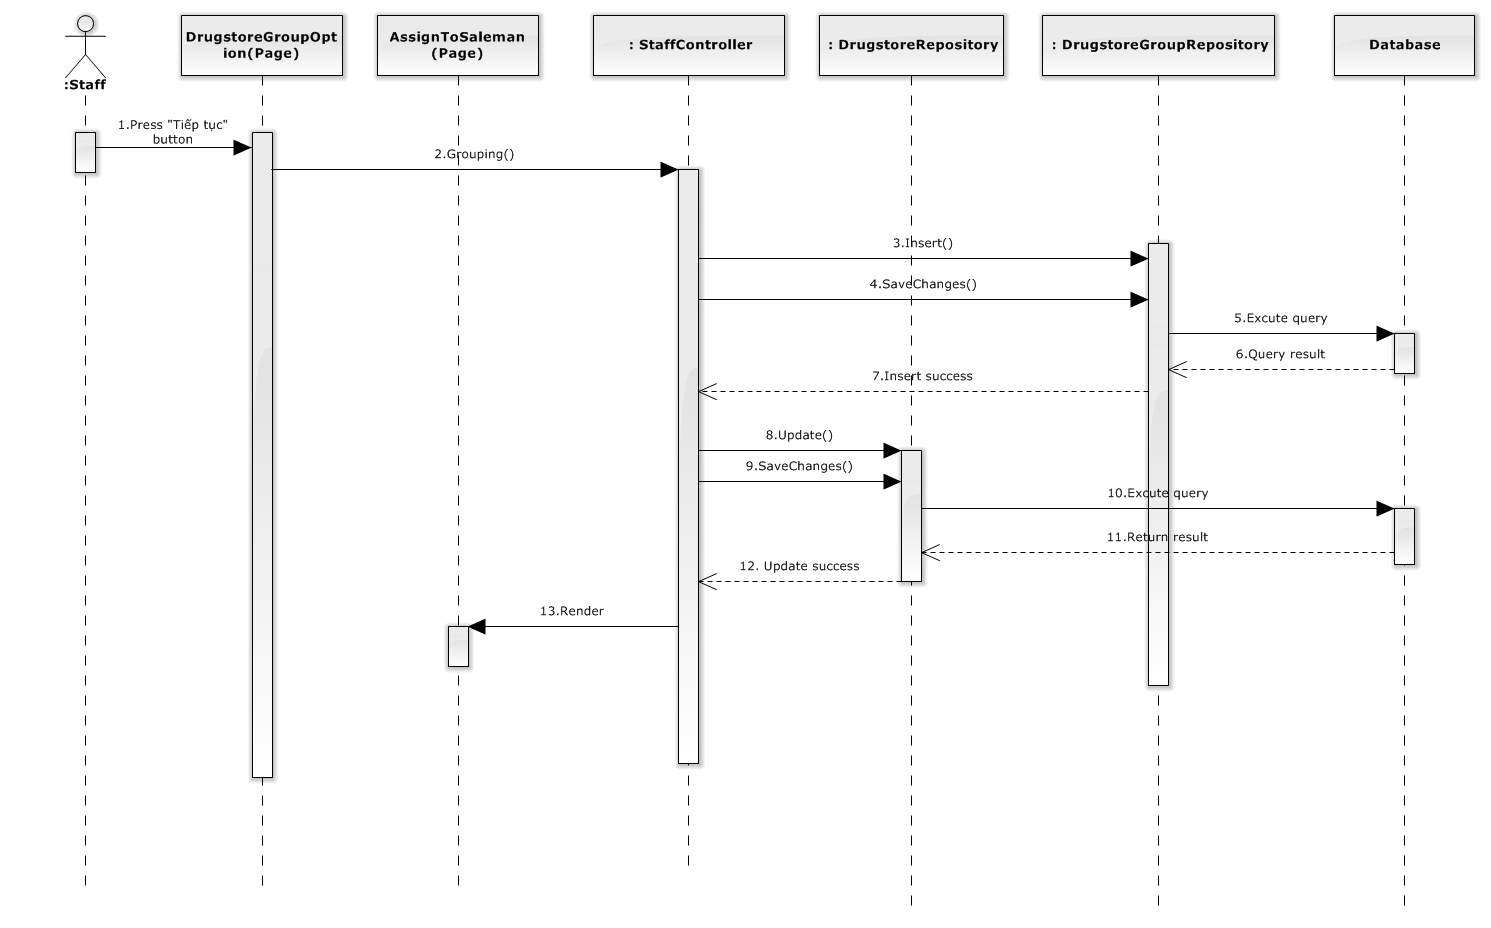 :Staff
DrugstoreGroupOpt
ion(Page)
AssignToSaleman
(Page)
: StaffController
: DrugstoreRepository
: DrugstoreGroupRepository
Database
1.Press "Tiếp tục"
button
2.Grouping()
3.Insert()
4.SaveChanges()
5.Excute query
6.Query result
7.Insert success
8.Update()
9.SaveChanges()
10.Excute query
11.Return result
12. Update success
13.Render